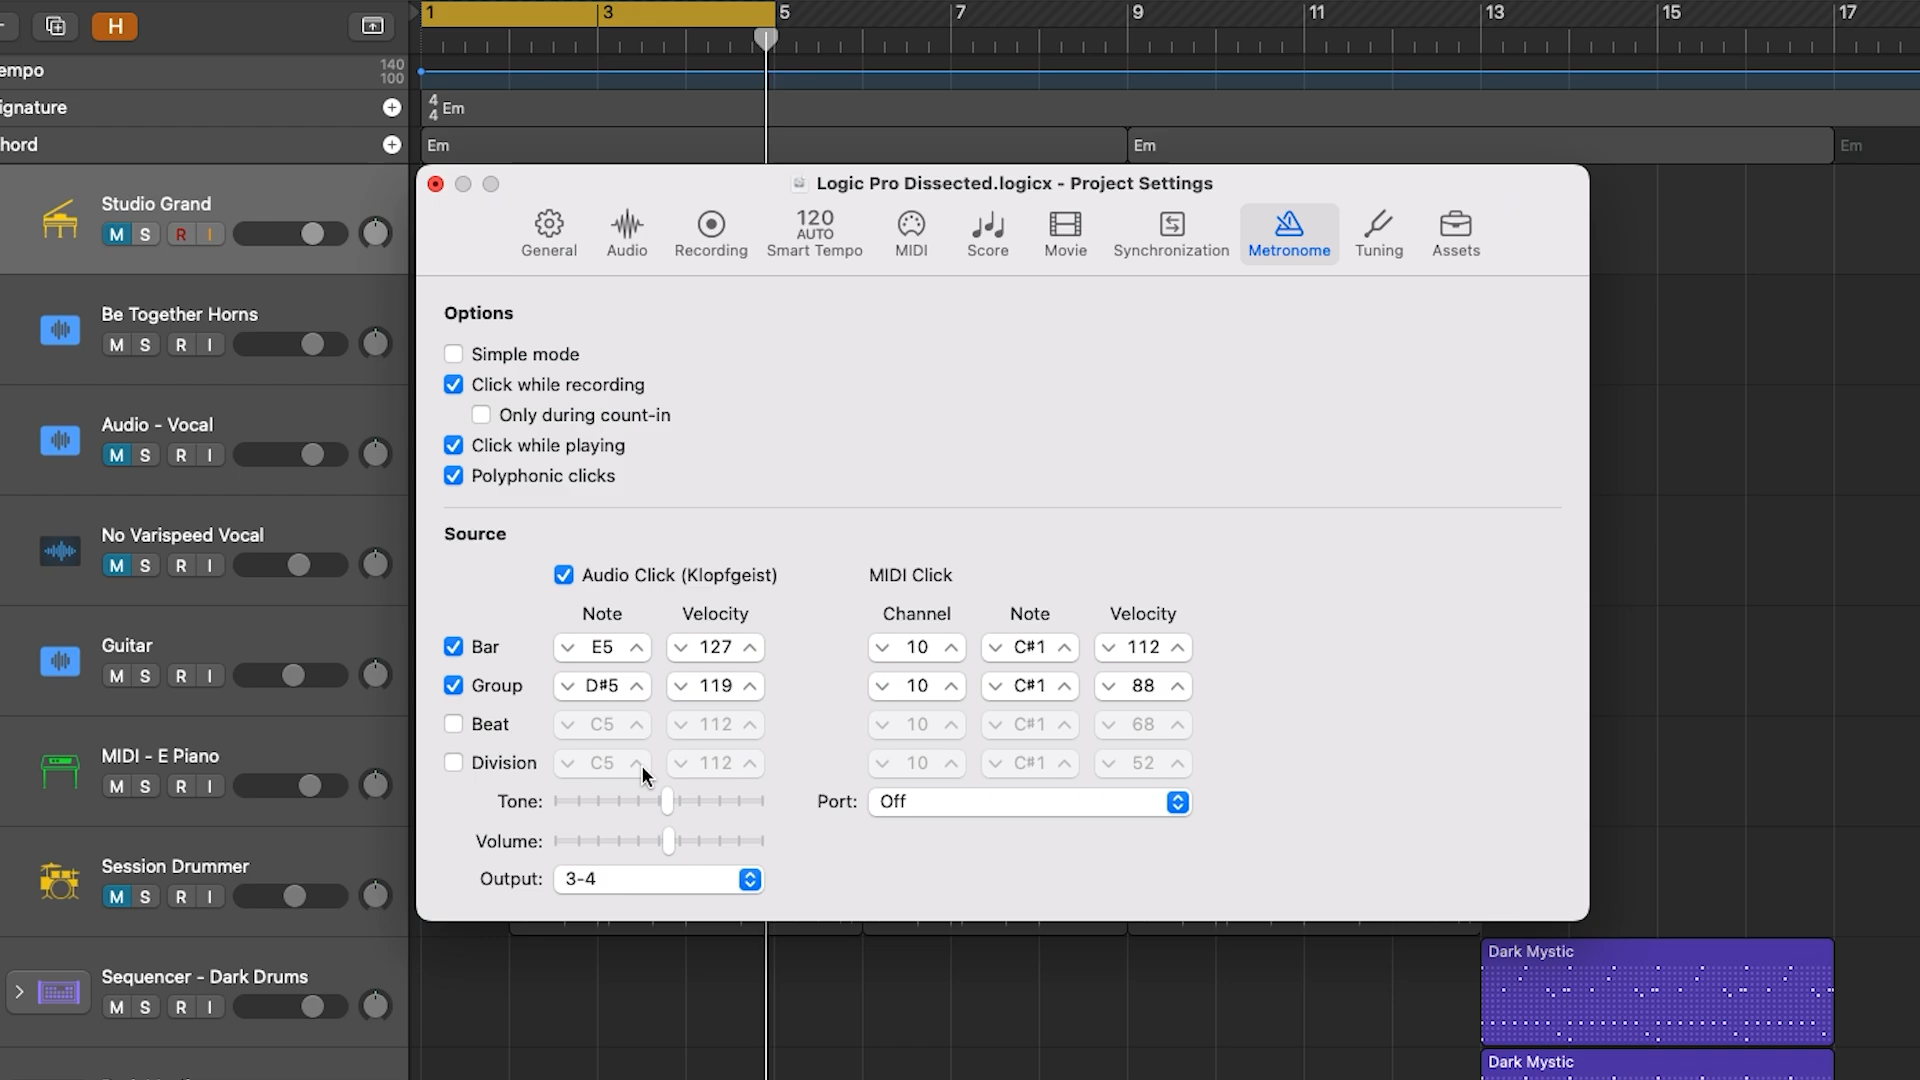 H
1 3 5 7 9 11 13 15 17
empo 140
100
ignature
4
4 Em
hord
Em Em Em
Studio Grand
M S R I
Be Together Horns
M S R I
Audio - Vocal
M S R I
No Varispeed Vocal
M S R I
Guitar
M S R I
MIDI - E Piano
M S R I
Session Drummer
M S R I
Sequencer - Dark Drums
M S R I
Logic Pro Dissected.logicx - Project Settings
120
AUTO
General Audio Recording Smart Tempo MIDI Score Movie Synchronization Metronome Tuning Assets
Options
Simple mode
Click while recording
Only during count-in
Click while playing
Polyphonic clicks
Source
Audio Click (Klopfgeist) MIDI Click
Note Velocity Channel Note Velocity
Bar E5 127 10 C#1 112
Group D#5 119 10 C#1 88
Beat C5 112 10 C#1 68
Division C5 112 10 C#1 52
Tone: Port: Off
Volume:
Output: 3-4
Dark Mystic
Dark Mystic